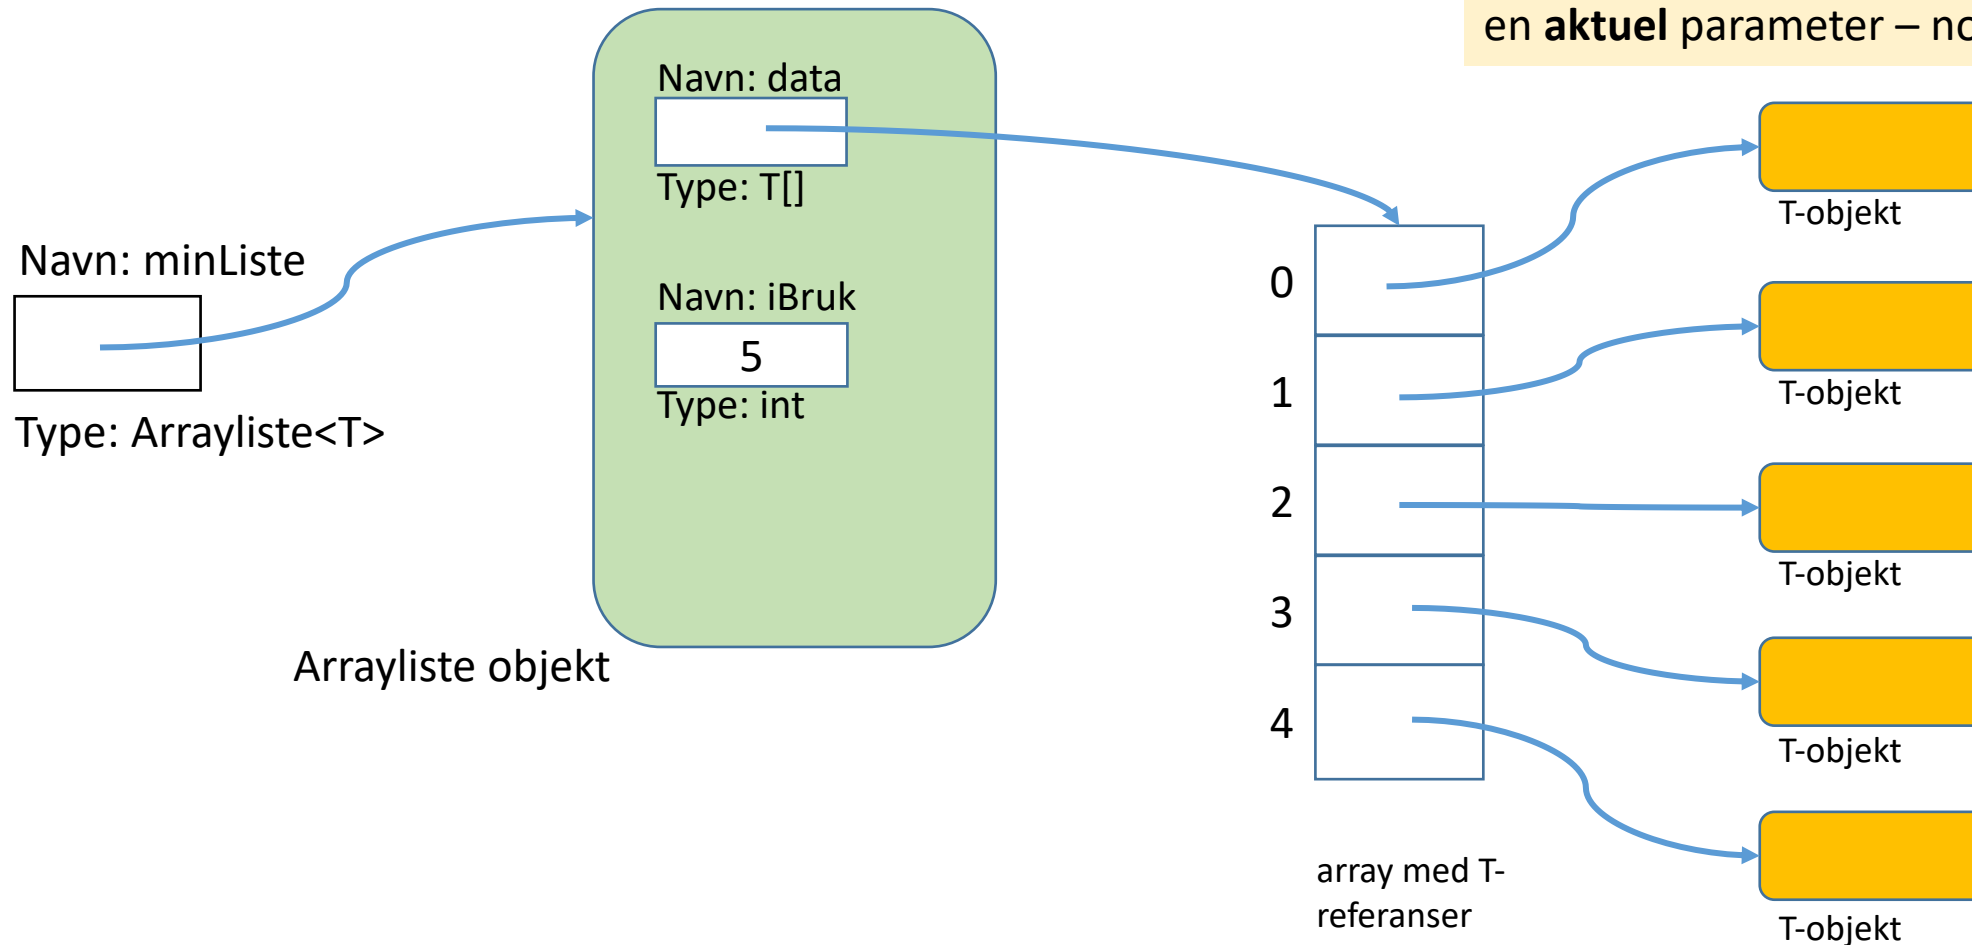 en aktuel parameter – no
Navn: data
Type: T[]
Navn: minListe
Type: Arrayliste<T>
Navn: iBruk
5
Type: int
Arrayliste objekt
0
1
2
3
4
array med T-
referanser
T-objekt
T-objekt
T-objekt
T-objekt
T-objekt